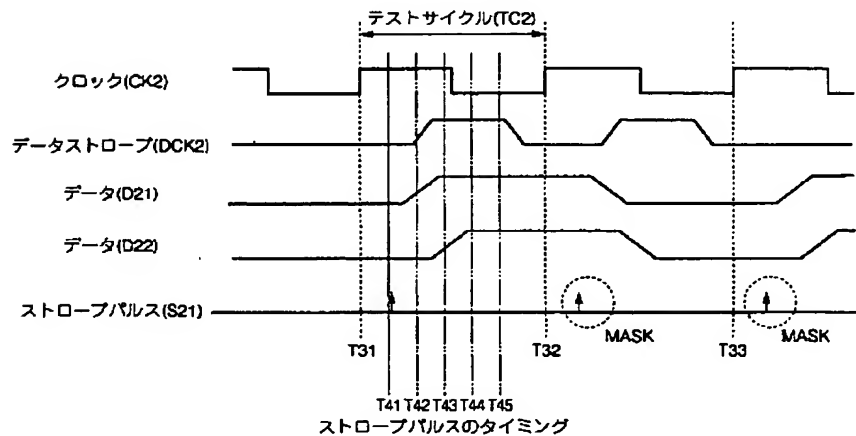 テストサイクル(TC2)
クロック(CK2)
データストローブ(DCK2)
データ(D21)
データ(D22)
ストローブパルス(S21)
MASK
MASK
T31
T32
T33
T41 T42 T43 T44 T45
ストローブパルスのタイミング